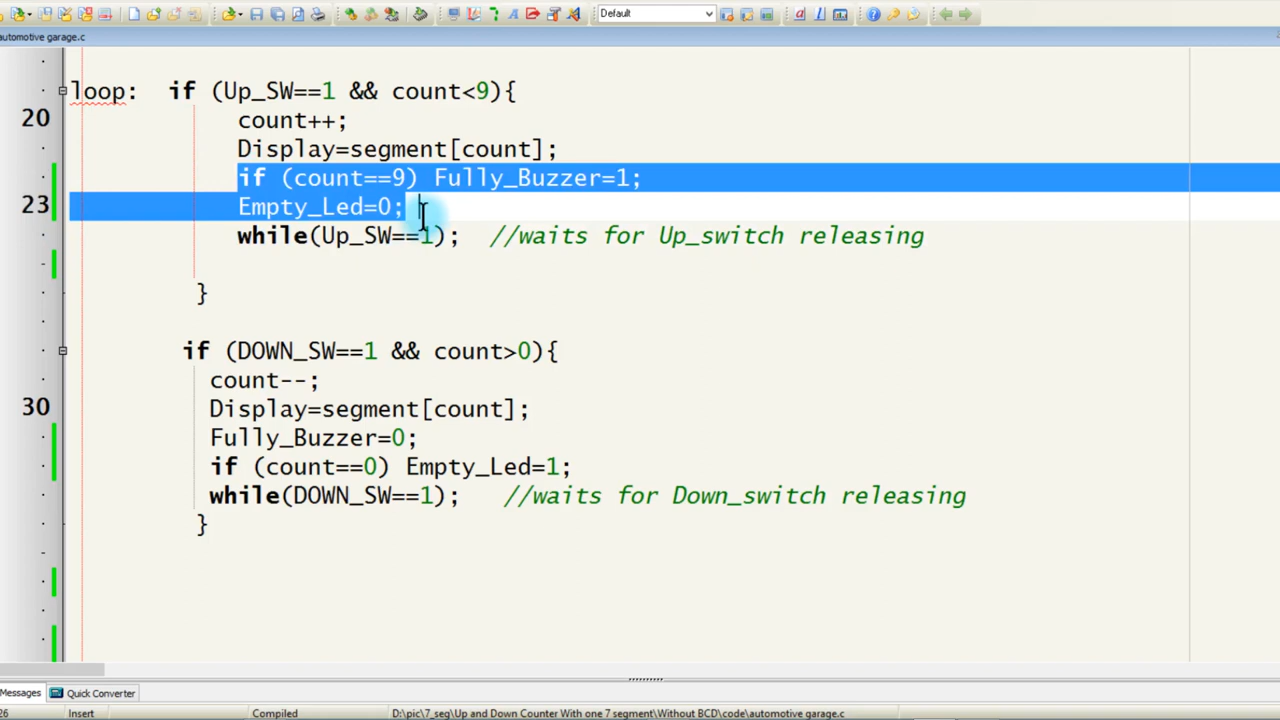 Default
automotive garage.c
loop: if (Up_SW==1 && count<9){
20 count++;
Display=segment[count];
if (count==9) Fully_Buzzer=1;
23 Empty_Led=0;
while(Up_SW==1); //waits for Up_switch releasing
}
if (DOWN_SW==1 && count>0){
count--;
30 Display=segment[count];
Fully_Buzzer=0;
if (count==0) Empty_Led=1;
while(DOWN_SW==1); //waits for Down_switch releasing
}
Messages Quick Converter
26 Insert Compiled D:\pic\7_seg\Up and Down Counter With one 7 segment\Without BCD\code\automotive garage.c